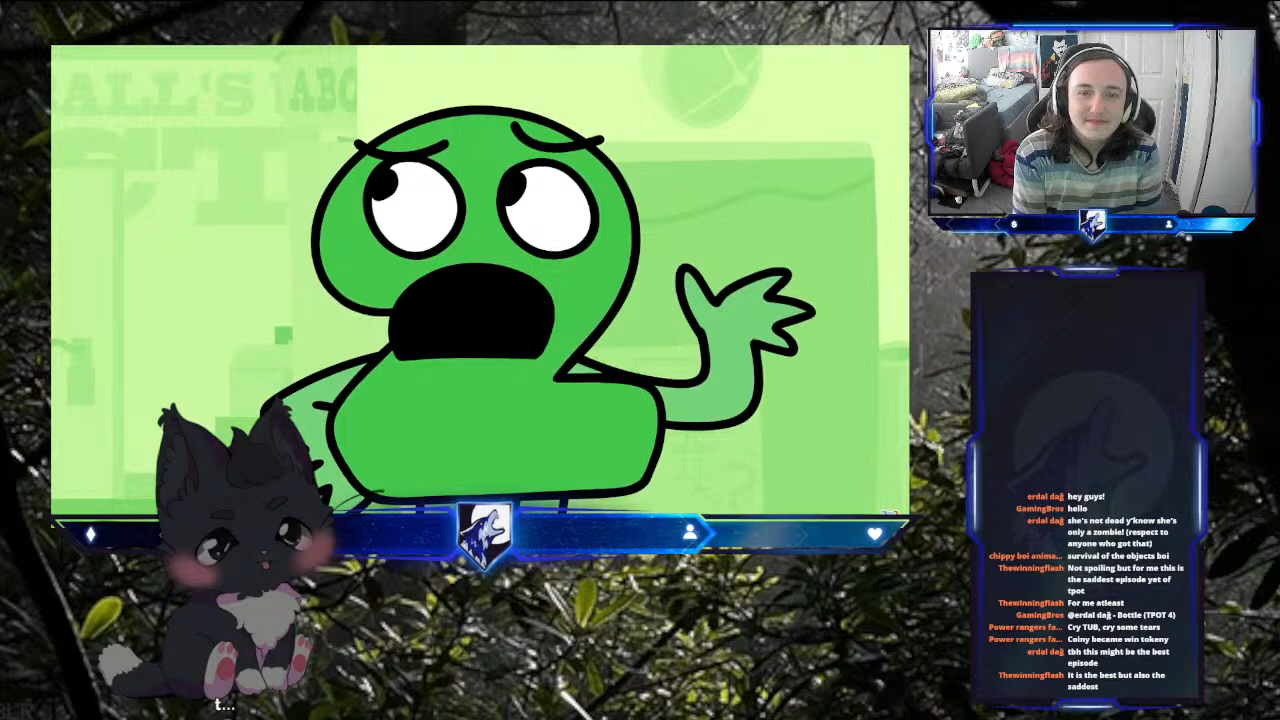 ALL'S
ABC
erdal dağ hey guys!
GamingBros hello
erdal dağ she's not dead y'know she's
only a zombie! (respect to
anyone who got that)
chippy boi anima... survival of the objects boi
Thewinningflash Not spoiling but for me this is
the saddest episode yet of
tpot
Thewinningflash For me atleast
GamingBros @erdal dağ - Bottle (TPOT 4)
Power rangers fa... Cry TUB, cry some tears
Power rangers fa... Coiny became win tokeny
erdal dağ tbh this might be the best
episode
Thewinningflash It is the best but also the
saddest
t...